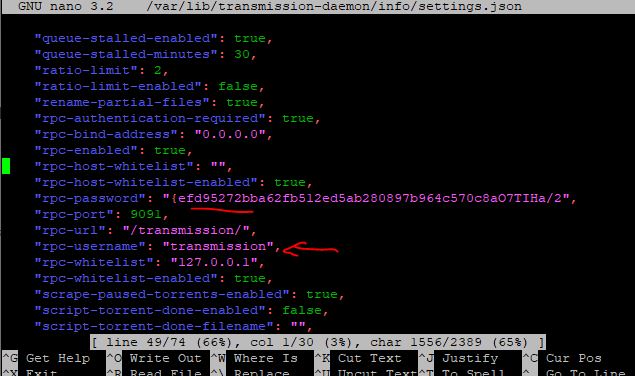 GNU nano 3.2 /var/lib/transmission-daemon/info/settings.json
"queue-stalled-enabled": true,
"queue-stalled-minutes": 30,
"ratio-limit": 2,
"ratio-limit-enabled": false,
"rename-partial-files": true,
"rpc-authentication-required": true,
"rpc-bind-address": "0.0.0.0",
"rpc-enabled": true,
"rpc-host-whitelist": "",
"rpc-host-whitelist-enabled": true,
"rpc-password": "{efd95272bba62fb512ed5ab280897b964c570c8aO7TIHa/2",
"rpc-port": 9091,
"rpc-url": "/transmission/",
"rpc-username": "transmission",
"rpc-whitelist": "127.0.0.1",
"rpc-whitelist-enabled": true,
"scrape-paused-torrents-enabled": true,
"script-torrent-done-enabled": false,
"script-torrent-done-filename": "",
[ line 49/74 (66%), col 1/30 (3%), char 1556/2389 (65%) ]
^G Get Help ^O Write Out ^W Where Is ^K Cut Text ^J Justify ^C Cur Pos
^X Exit ^R Read File ^\ Replace ^U Uncut Text ^T To Spell ^_ Go To Line